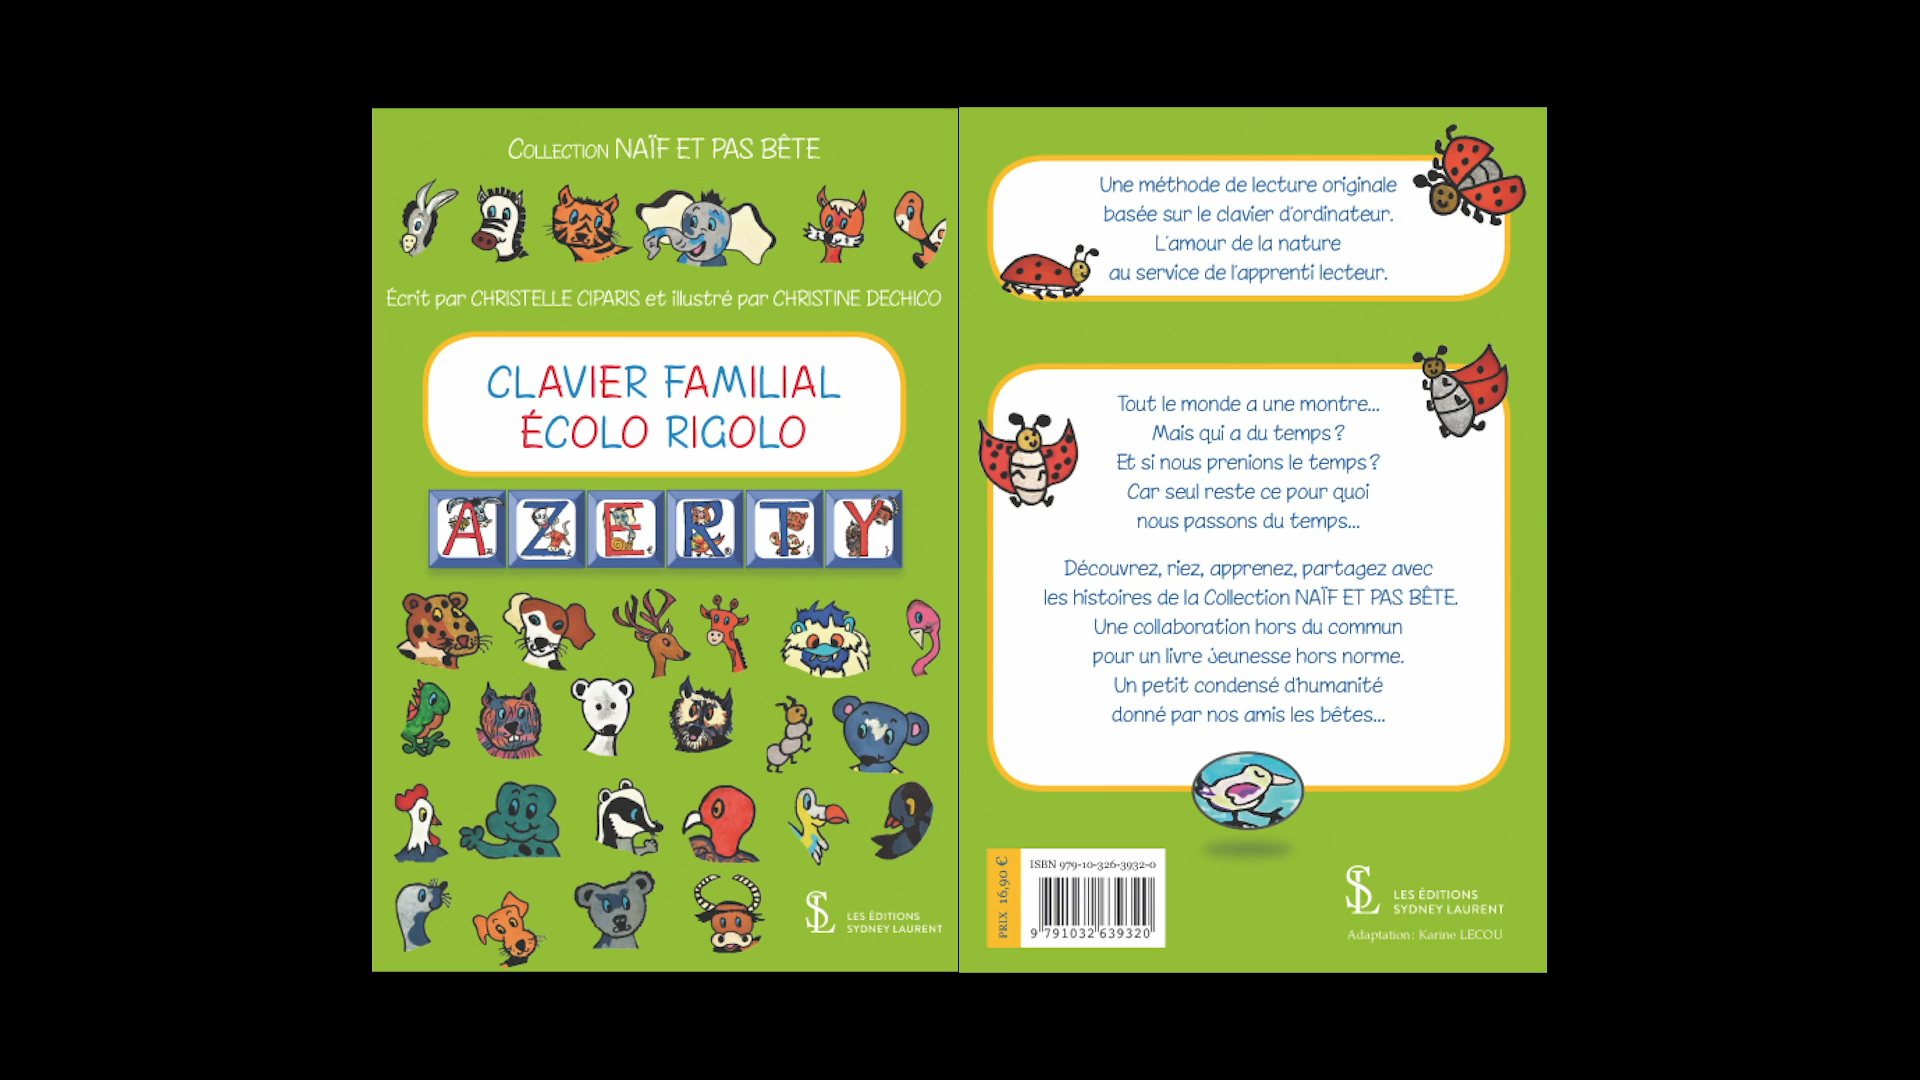 COLLECTION NAÏF ET PAS BÊTE
Écrit par CHRISTELLE CIPARIS et illustré par CHRISTINE DECHICO
CLAVIER FAMILIAL
ÉCOLO RIGOLO
AZERTY
SL LES ÉDITIONS
SYDNEY LAURENT
Une méthode de lecture originale
basée sur le clavier d'ordinateur.
L'amour de la nature
au service de l'apprenti lecteur.
Tout le monde a une montre...
Mais qui a du temps ?
Et si nous prenions le temps ?
Car seul reste ce pour quoi
nous passons du temps...
Découvrez, riez, apprenez, partagez avec
les histoires de la Collection NAÏF ET PAS BÊTE.
Une collaboration hors du commun
pour un livre jeunesse hors norme.
Un petit condensé d'humanité
donné par nos amis les bêtes...
PRIX 16,90 €
ISBN 979-10-326-3932-0
9 791032 639320
SL LES ÉDITIONS
SYDNEY LAURENT
Adaptation : Karine LECOU